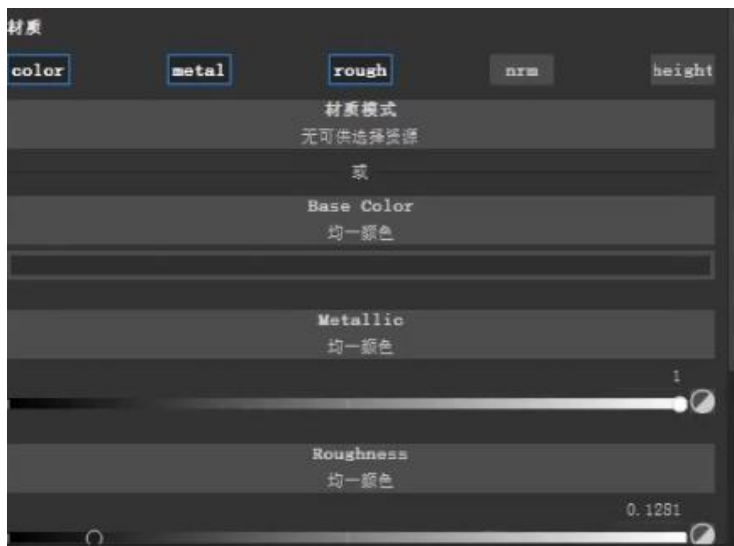 材质
color metal rough nrm height
材质模式
无可供选择资源
或
Base Color
均一颜色
Metallic
均一颜色
1
Roughness
均一颜色
0.1281